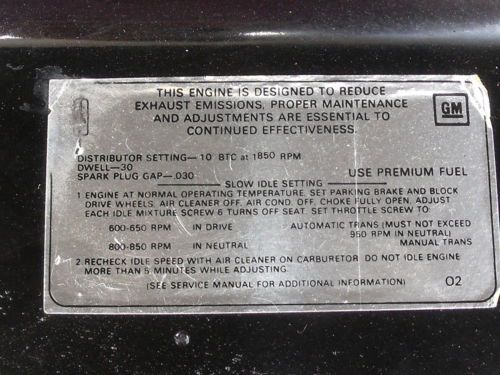 THIS ENGINE IS DESIGNED TO REDUCE
EXHAUST EMISSIONS. PROPER MAINTENANCE
AND ADJUSTMENTS ARE ESSENTIAL TO
CONTINUED EFFECTIVENESS.
GM
DISTRIBUTOR SETTING—10 BTC at 1850 RPM
DWELL—30
SPARK PLUG GAP—.030
USE PREMIUM FUEL
SLOW IDLE SETTING
1 ENGINE AT NORMAL OPERATING TEMPERATURE. SET PARKING BRAKE AND BLOCK
DRIVE WHEELS. AIR CLEANER OFF. AIR COND. OFF. CHOKE FULLY OPEN. ADJUST
EACH IDLE MIXTURE SCREW 6 TURNS OFF SEAT. SET THROTTLE SCREW TO:
600-650 RPM IN DRIVE AUTOMATIC TRANS (MUST NOT EXCEED
950 RPM IN NEUTRAL)
800-850 RPM IN NEUTRAL MANUAL TRANS
2. RECHECK IDLE SPEED WITH AIR CLEANER ON CARBURETOR. DO NOT IDLE ENGINE
MORE THAN 5 MINUTES WHILE ADJUSTING.
(SEE SERVICE MANUAL FOR ADDITIONAL INFORMATION) O2